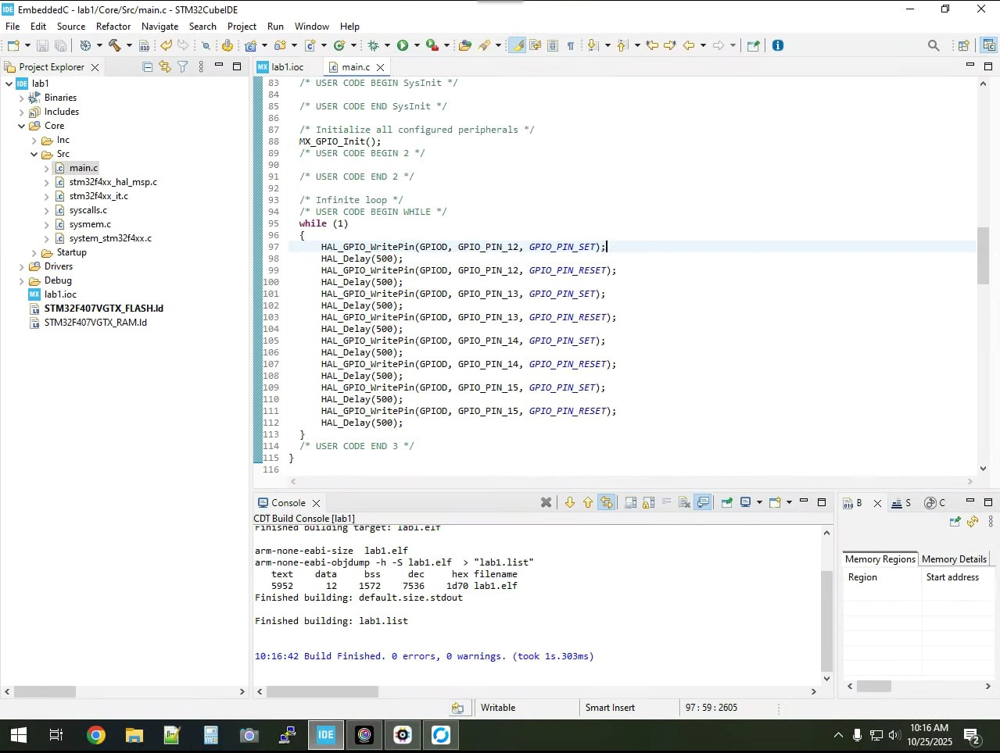 IDE EmbeddedC - lab1/Core/Src/main.c - STM32CubeIDE
File Edit Source Refactor Navigate Search Project Run Window Help
Project Explorer
IDE lab1
Binaries
Includes
Core
Inc
Src
main.c
stm32f4xx_hal_msp.c
stm32f4xx_it.c
syscalls.c
sysmem.c
system_stm32f4xx.c
Startup
Drivers
Debug
MX lab1.ioc
STM32F407VGTX_FLASH.ld
STM32F407VGTX_RAM.ld
MX lab1.ioc main.c
83 /* USER CODE BEGIN SysInit */
84
85 /* USER CODE END SysInit */
86
87 /* Initialize all configured peripherals */
88 MX_GPIO_Init();
89 /* USER CODE BEGIN 2 */
90
91 /* USER CODE END 2 */
92
93 /* Infinite loop */
94 /* USER CODE BEGIN WHILE */
95 while (1)
96 {
97 HAL_GPIO_WritePin(GPIOD, GPIO_PIN_12, GPIO_PIN_SET);
98 HAL_Delay(500);
99 HAL_GPIO_WritePin(GPIOD, GPIO_PIN_12, GPIO_PIN_RESET);
100 HAL_Delay(500);
101 HAL_GPIO_WritePin(GPIOD, GPIO_PIN_13, GPIO_PIN_SET);
102 HAL_Delay(500);
103 HAL_GPIO_WritePin(GPIOD, GPIO_PIN_13, GPIO_PIN_RESET);
104 HAL_Delay(500);
105 HAL_GPIO_WritePin(GPIOD, GPIO_PIN_14, GPIO_PIN_SET);
106 HAL_Delay(500);
107 HAL_GPIO_WritePin(GPIOD, GPIO_PIN_14, GPIO_PIN_RESET);
108 HAL_Delay(500);
109 HAL_GPIO_WritePin(GPIOD, GPIO_PIN_15, GPIO_PIN_SET);
110 HAL_Delay(500);
111 HAL_GPIO_WritePin(GPIOD, GPIO_PIN_15, GPIO_PIN_RESET);
112 HAL_Delay(500);
113 }
114 /* USER CODE END 3 */
115 }
116
Console
CDT Build Console [lab1]
Finished building target: lab1.elf
arm-none-eabi-size lab1.elf
arm-none-eabi-objdump -h -S lab1.elf > "lab1.list"
text data bss dec hex filename
5952 12 1572 7536 1d70 lab1.elf
Finished building: default.size.stdout
Finished building: lab1.list
10:16:42 Build Finished. 0 errors, 0 warnings. (took 1s.303ms)
B S C
Memory Regions Memory Details
Region Start address
Writable Smart Insert 97 : 59 : 2605
IDE
10:16 AM
10/25/2025
2